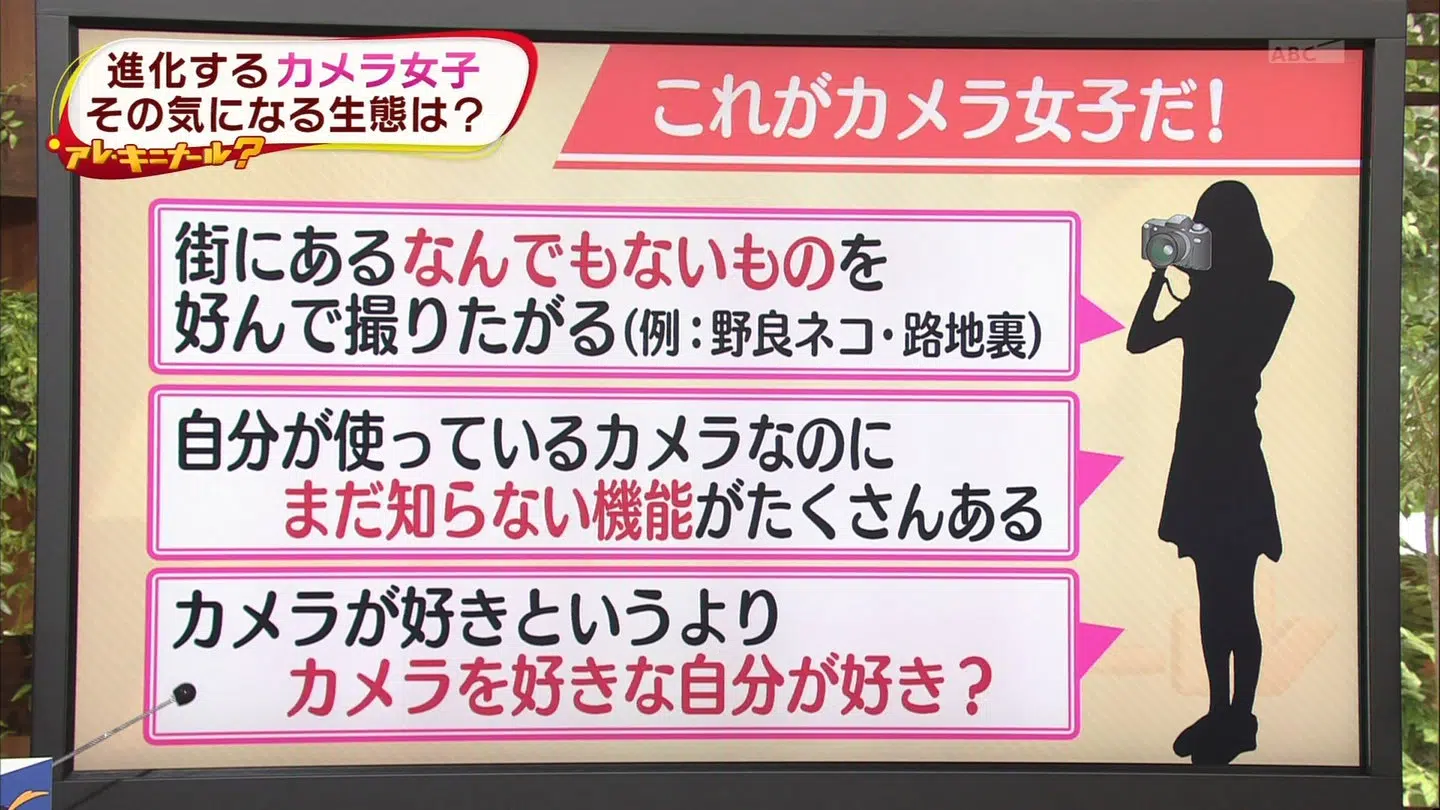 進化するカメラ女子
その気になる生態は？
アレ・キニナール？
ABC
これがカメラ女子だ！
街にあるなんでもないものを
好んで撮りたがる(例：野良ネコ・路地裏)
自分が使っているカメラなのに
まだ知らない機能がたくさんある
カメラが好きというより
カメラを好きな自分が好き？